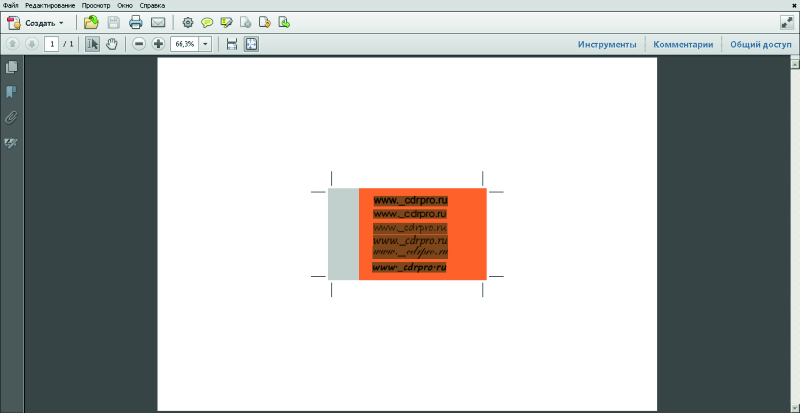 Файл Редактирование Просмотр Окно Справка
Создать
1 / 1 66,3% Инструменты Комментарии Общий доступ
www._cdrpro.ru
www._cdrpro.ru
www._cdrpro.ru
www._cdrpro.ru
www._cdrpro.ru
www._cdrpro.ru